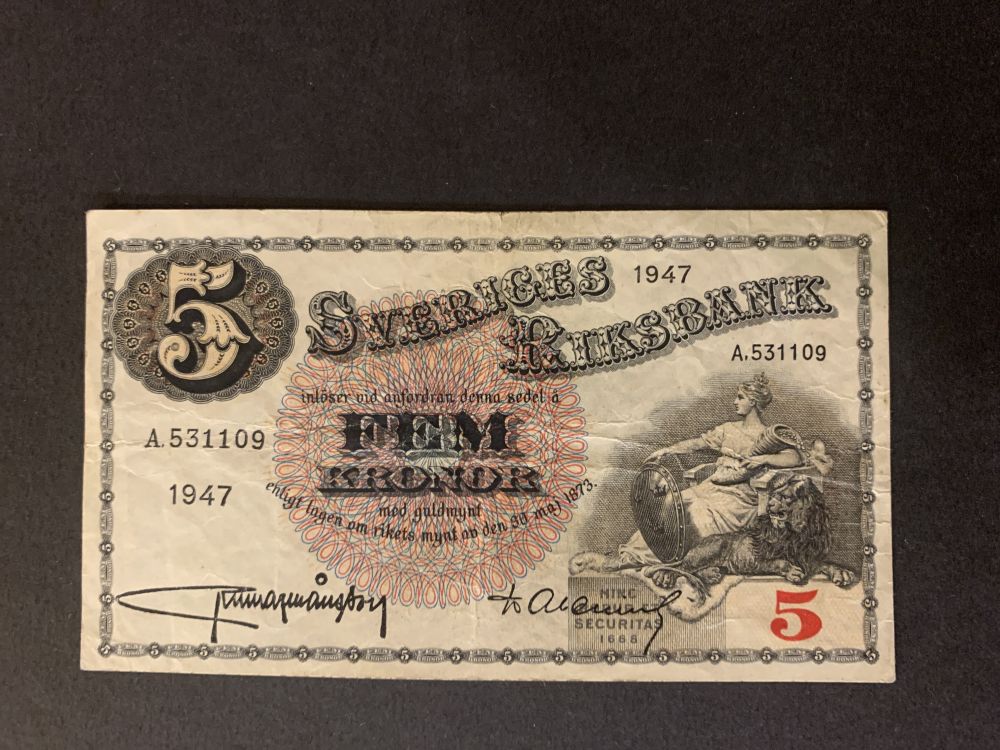 5
SVERIGES 1947
RIKSBANK
A.531109
inlöser vid anfordran denna sedel å
FEM
KRONOR
A.531109
1947
med guldmynt
enligt lagen om rikets mynt av den 30 maj 1873.
HINC
SECURITAS
1668
5